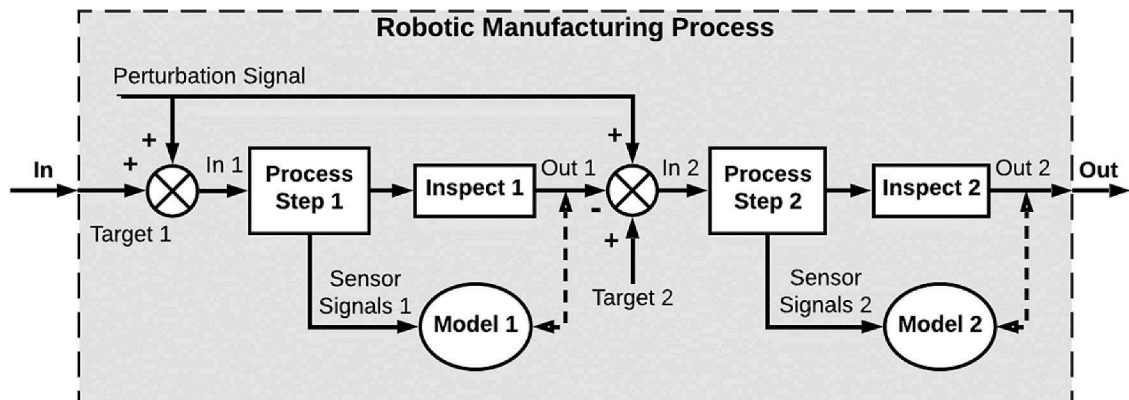 Robotic Manufacturing Process
Perturbation Signal
+
+
+
In
In 1
Process
Step 1
Inspect 1
Out 1
In 2
Process
Step 2
Inspect 2
Out 2
Out
Target 1
-
+
Target 2
Sensor
Signals 1
Model 1
Sensor
Signals 2
Model 2